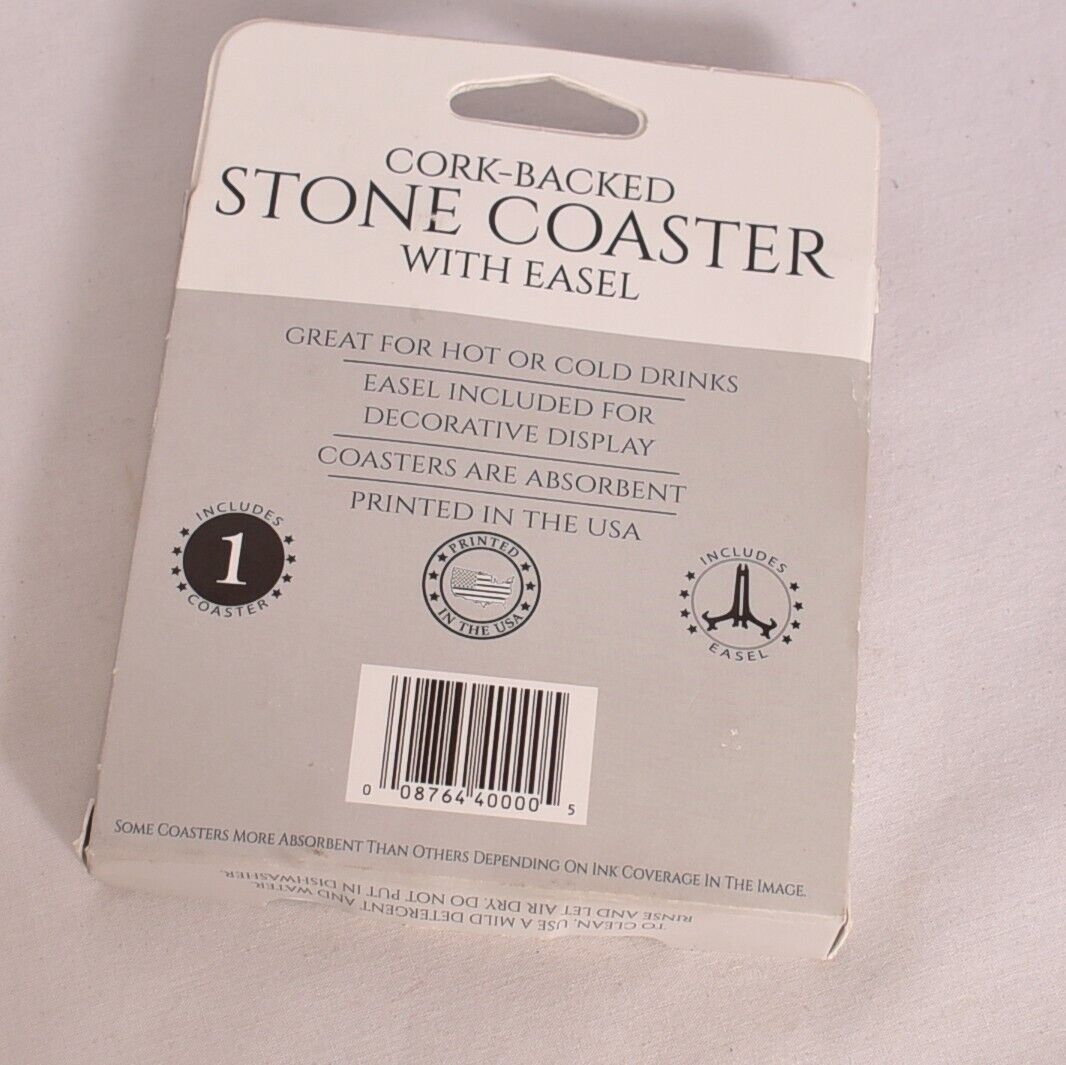 CORK-BACKED
STONE COASTER
WITH EASEL
GREAT FOR HOT OR COLD DRINKS
EASEL INCLUDED FOR
DECORATIVE DISPLAY
COASTERS ARE ABSORBENT
PRINTED IN THE USA
INCLUDES
1
COASTER
PRINTED
IN THE USA
INCLUDES
EASEL
0 08764 40000 5
SOME COASTERS MORE ABSORBENT THAN OTHERS DEPENDING ON INK COVERAGE IN THE IMAGE.
TO CLEAN, USE A MILD DETERGENT AND WATER.
RINSE AND LET AIR DRY. DO NOT PUT IN DISHWASHER.